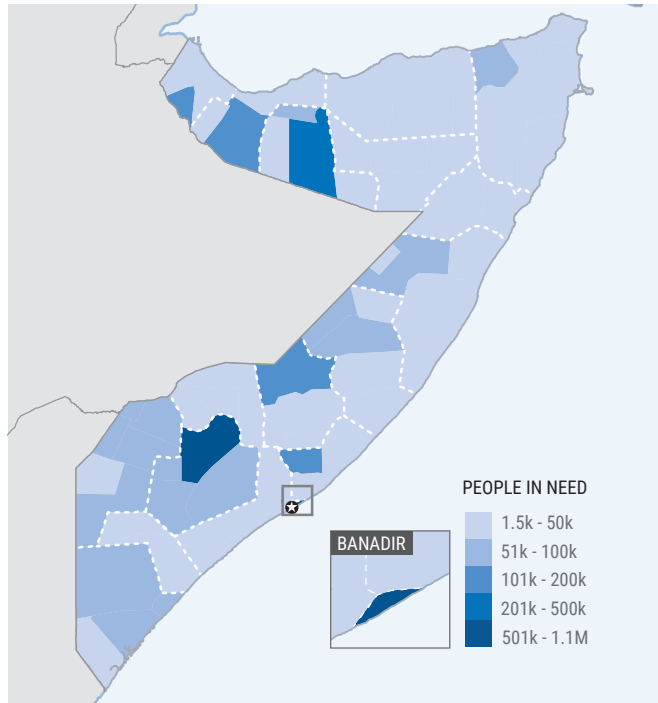 PEOPLE IN NEED
1.5k - 50k
51k - 100k
101k - 200k
201k - 500k
501k - 1.1M
BANADIR